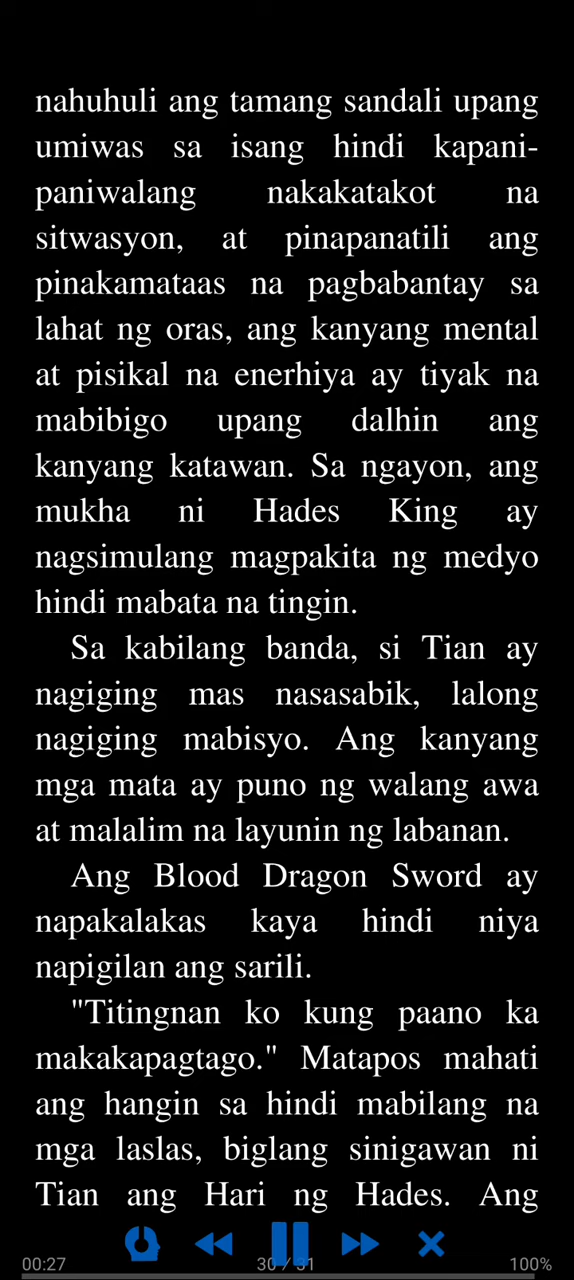 nahuhuli ang tamang sandali upang
umiwas sa isang hindi kapani-
paniwalang nakakatakot na
sitwasyon, at pinapanatili ang
pinakamataas na pagbabantay sa
lahat ng oras, ang kanyang mental
at pisikal na enerhiya ay tiyak na
mabibigo upang dalhin ang
kanyang katawan. Sa ngayon, ang
mukha ni Hades King ay
nagsimulang magpakita ng medyo
hindi mabata na tingin.
Sa kabilang banda, si Tian ay
nagiging mas nasasabik, lalong
nagiging mabisyo. Ang kanyang
mga mata ay puno ng walang awa
at malalim na layunin ng labanan.
Ang Blood Dragon Sword ay
napakalakas kaya hindi niya
napigilan ang sarili.
"Titingnan ko kung paano ka
makakapagtago." Matapos mahati
ang hangin sa hindi mabilang na
mga laslas, biglang sinigawan ni
Tian ang Hari ng Hades. Ang
00:27 30 / 31 100%